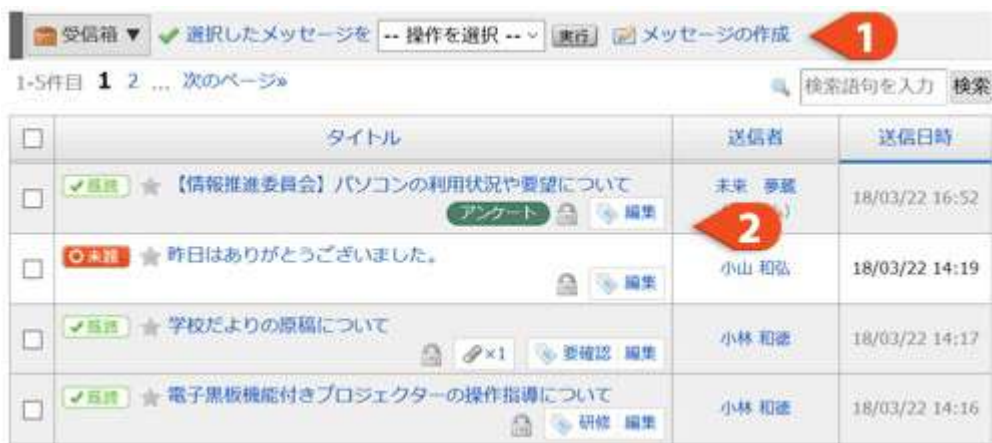 受信箱 ▼ 選択したメッセージを -- 操作を選択 -- 実行 メッセージの作成 1
1-5件目 1 2 ... 次のページ» 検索語句を入力 検索
タイトル 送信者 送信日時
既読 【情報推進委員会】パソコンの利用状況や要望について 未来 夢蔵 18/03/22 16:52
アンケート 編集 2 )
未読 昨日はありがとうございました。 小山 和弘 18/03/22 14:19
編集
既読 学校だよりの原稿について 小林 和徳 18/03/22 14:17
×1 要確認 編集
既読 電子黒板機能付きプロジェクターの操作指導について 小林 和徳 18/03/22 14:16
研修 編集